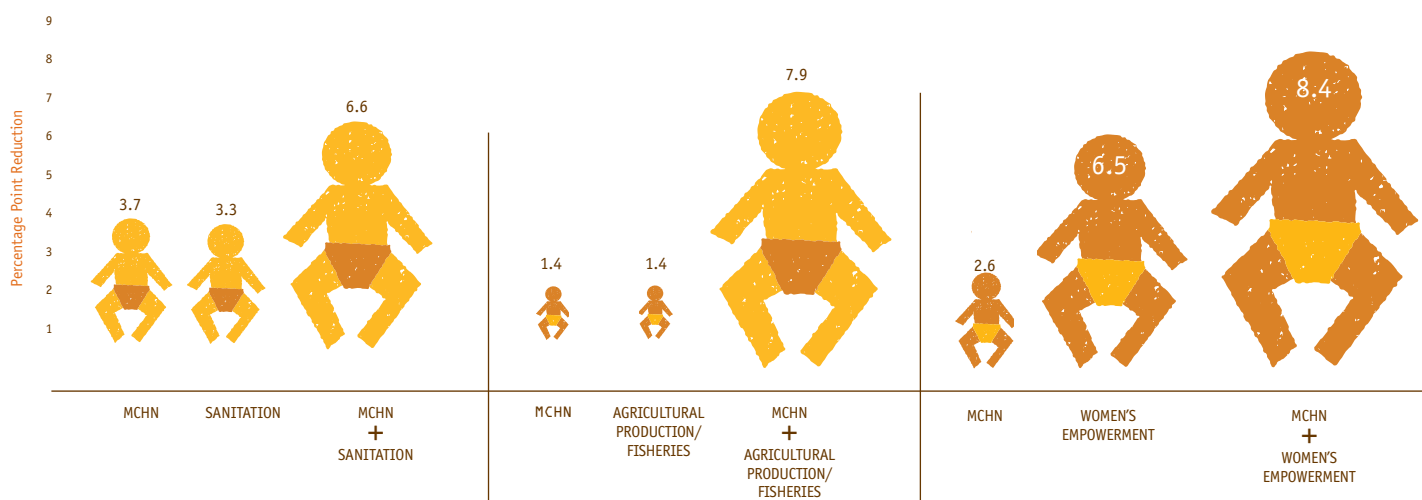 Percentage Point Reduction
9
8
7
6
5
4
3
2
1
3.7
3.3
6.6
MCHN
SANITATION
MCHN
+
SANITATION
1.4
1.4
7.9
MCHN
AGRICULTURAL
PRODUCTION/
FISHERIES
MCHN
+
AGRICULTURAL
PRODUCTION/
FISHERIES
2.6
6.5
8.4
MCHN
WOMEN'S
EMPOWERMENT
MCHN
+
WOMEN'S
EMPOWERMENT